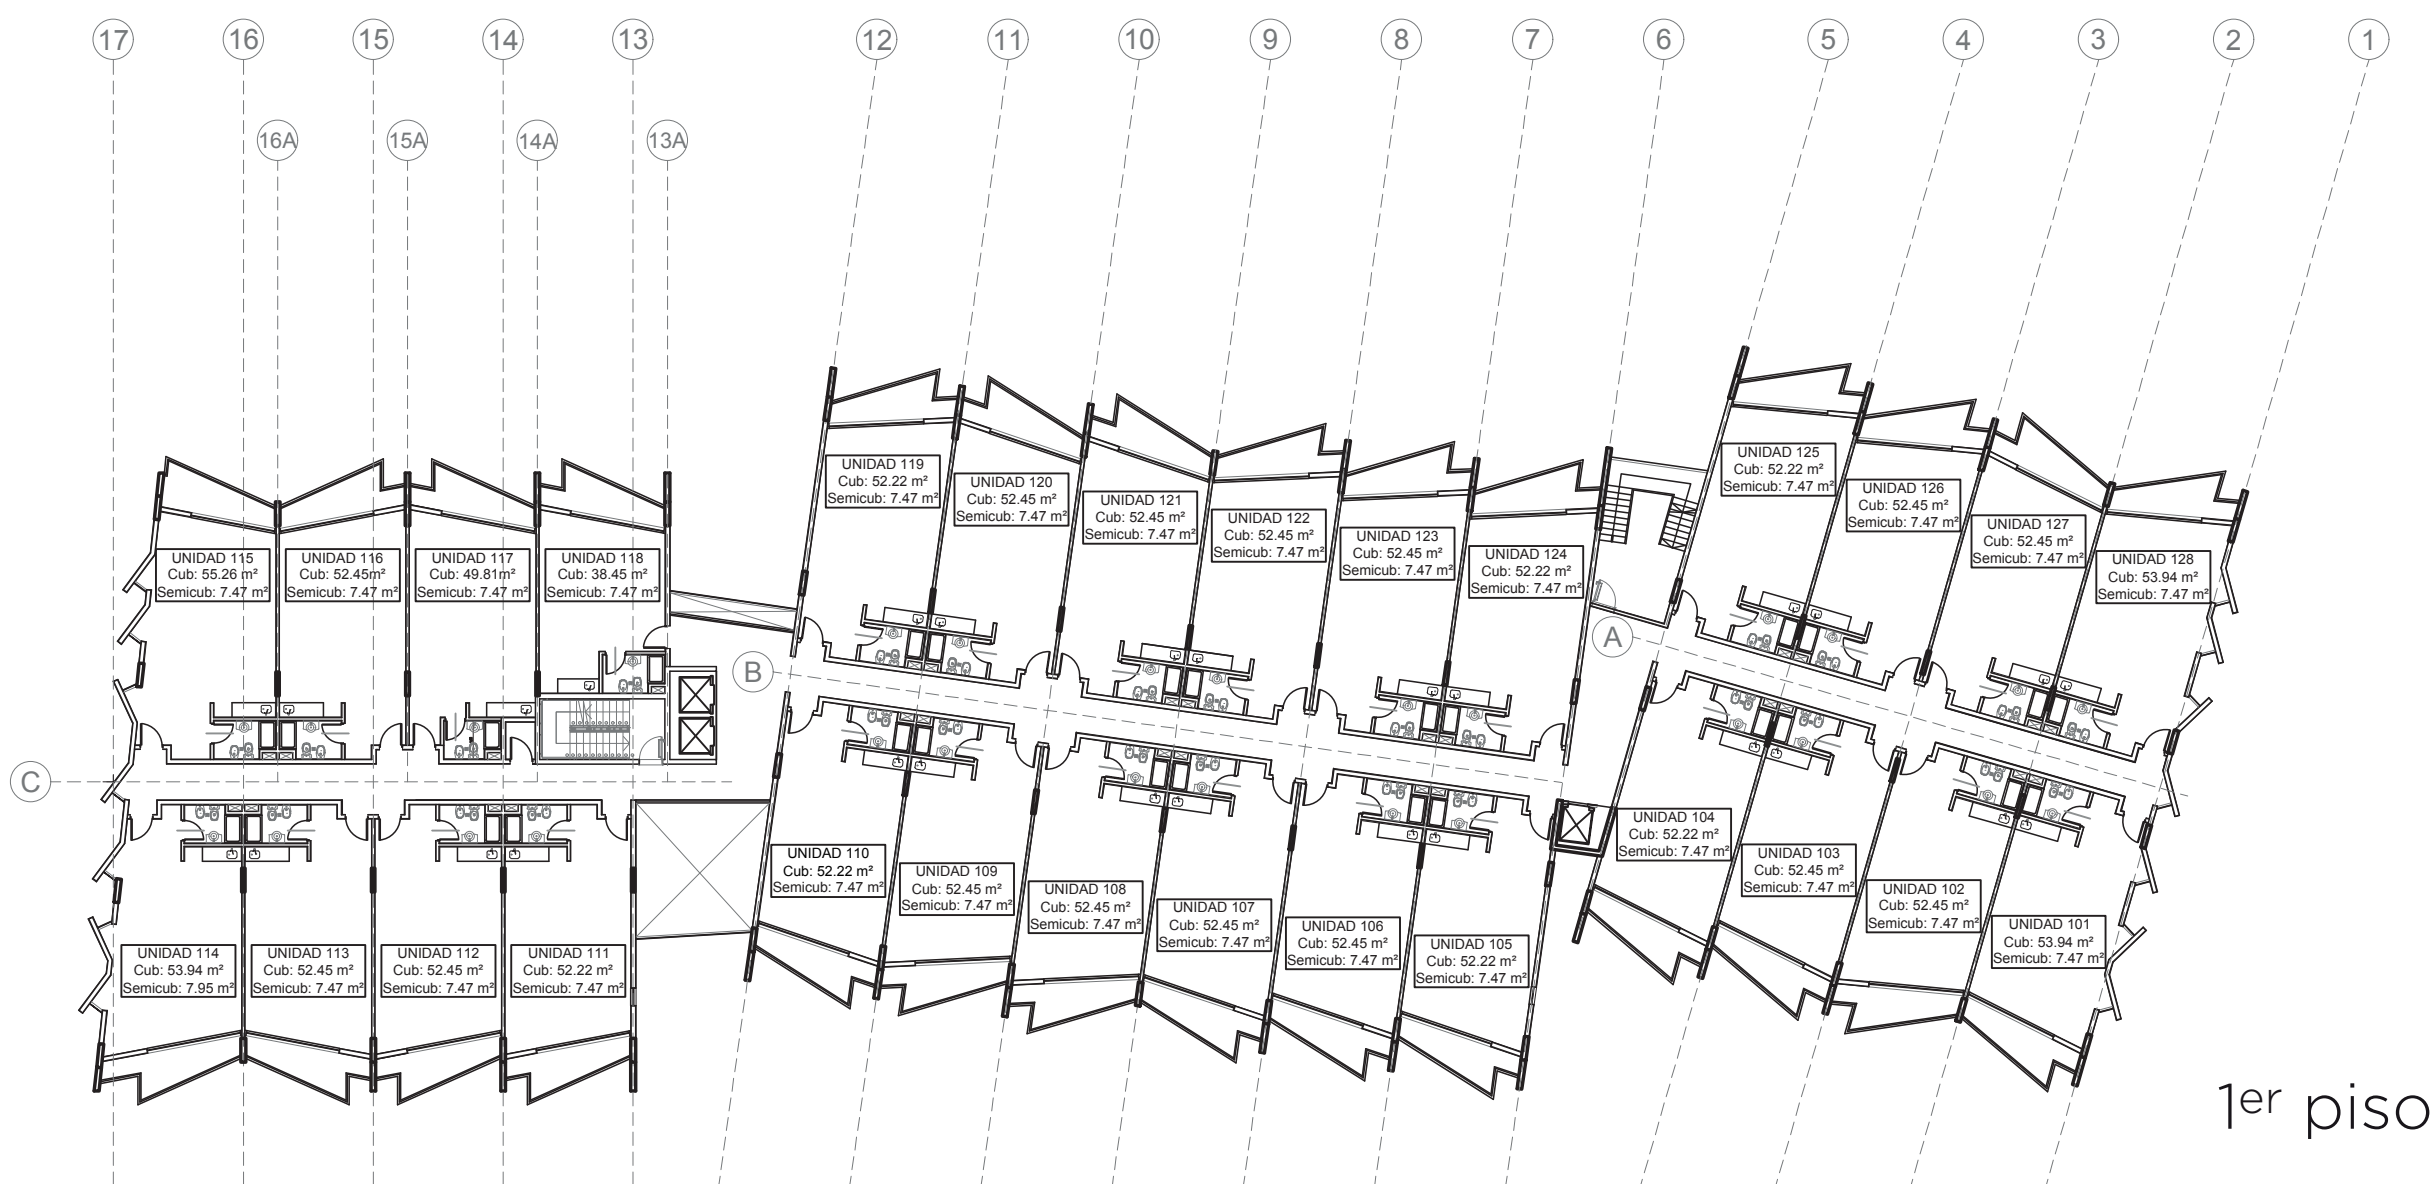 17
16
15
14
13
12
11
10
9
8
7
6
5
4
3
2
1
16A
15A
14A
13A
UNIDAD 115
Cub: 55.26 m²
Semicub: 7.47 m²
UNIDAD 116
Cub: 52.45m²
Semicub: 7.47 m²
UNIDAD 117
Cub: 49.81m²
Semicub: 7.47 m²
UNIDAD 118
Cub: 38.45 m²
Semicub: 7.47 m²
UNIDAD 119
Cub: 52.22 m²
Semicub: 7.47 m²
UNIDAD 120
Cub: 52.45 m²
Semicub: 7.47 m²
UNIDAD 121
Cub: 52.45 m²
Semicub: 7.47 m²
UNIDAD 122
Cub: 52.45 m²
Semicub: 7.47 m²
UNIDAD 123
Cub: 52.45 m²
Semicub: 7.47 m²
UNIDAD 124
Cub: 52.22 m²
Semicub: 7.47 m²
UNIDAD 125
Cub: 52.22 m²
Semicub: 7.47 m²
UNIDAD 126
Cub: 52.45 m²
Semicub: 7.47 m²
UNIDAD 127
Cub: 52.45 m²
Semicub: 7.47 m²
UNIDAD 128
Cub: 53.94 m²
Semicub: 7.47 m²
A
B
C
UNIDAD 114
Cub: 53.94 m²
Semicub: 7.95 m²
UNIDAD 113
Cub: 52.45 m²
Semicub: 7.47 m²
UNIDAD 112
Cub: 52.45 m²
Semicub: 7.47 m²
UNIDAD 111
Cub: 52.22 m²
Semicub: 7.47 m²
UNIDAD 110
Cub: 52.22 m²
Semicub: 7.47 m²
UNIDAD 109
Cub: 52.45 m²
Semicub: 7.47 m²
UNIDAD 108
Cub: 52.45 m²
Semicub: 7.47 m²
UNIDAD 107
Cub: 52.45 m²
Semicub: 7.47 m²
UNIDAD 106
Cub: 52.45 m²
Semicub: 7.47 m²
UNIDAD 105
Cub: 52.22 m²
Semicub: 7.47 m²
UNIDAD 104
Cub: 52.22 m²
Semicub: 7.47 m²
UNIDAD 103
Cub: 52.45 m²
Semicub: 7.47 m²
UNIDAD 102
Cub: 52.45 m²
Semicub: 7.47 m²
UNIDAD 101
Cub: 53.94 m²
Semicub: 7.47 m²
1er piso